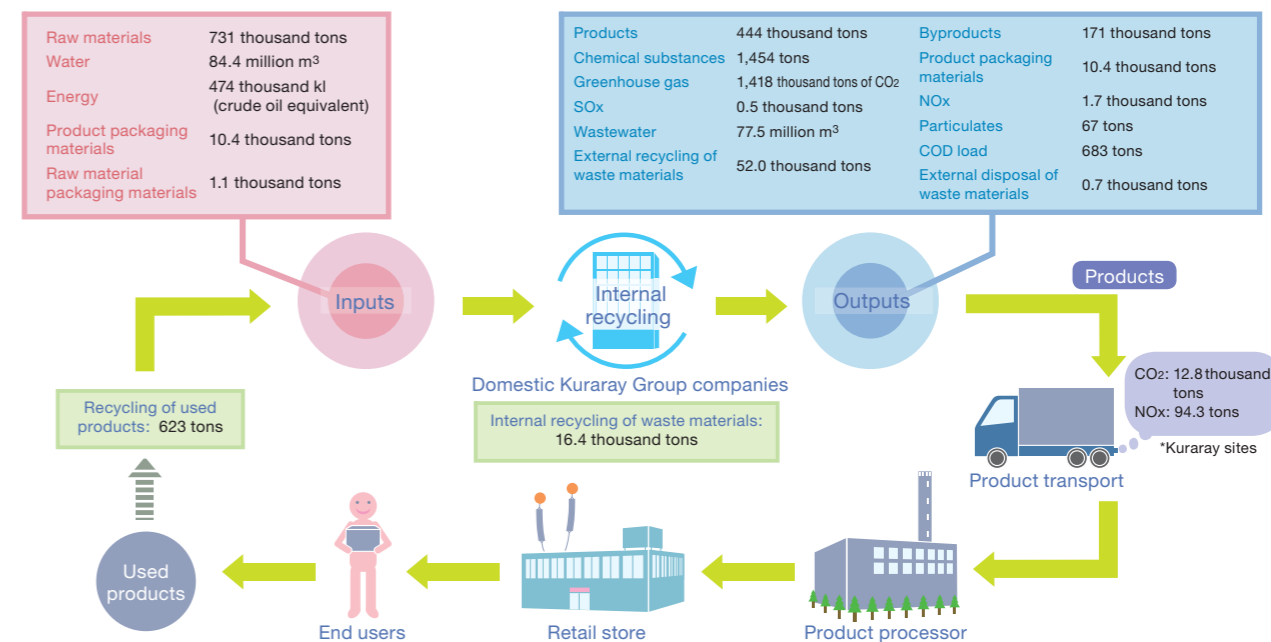 Raw materials 731 thousand tons
Water 84.4 million m³
Energy 474 thousand kl
(crude oil equivalent)
Product packaging
materials 10.4 thousand tons
Raw material
packaging materials 1.1 thousand tons
Products 444 thousand tons
Chemical substances 1,454 tons
Greenhouse gas 1,418 thousand tons of CO₂
SOx 0.5 thousand tons
Wastewater 77.5 million m³
External recycling of
waste materials 52.0 thousand tons
Byproducts 171 thousand tons
Product packaging
materials 10.4 thousand tons
NOx 1.7 thousand tons
Particulates 67 tons
COD load 683 tons
External disposal of
waste materials 0.7 thousand tons
Inputs
Internal
recycling
Outputs
Products
Domestic Kuraray Group companies
Internal recycling of waste materials:
16.4 thousand tons
Recycling of used
products: 623 tons
CO₂: 12.8 thousand
tons
NOx: 94.3 tons
*Kuraray sites
Product transport
Used
products
End users
Retail store
Product processor